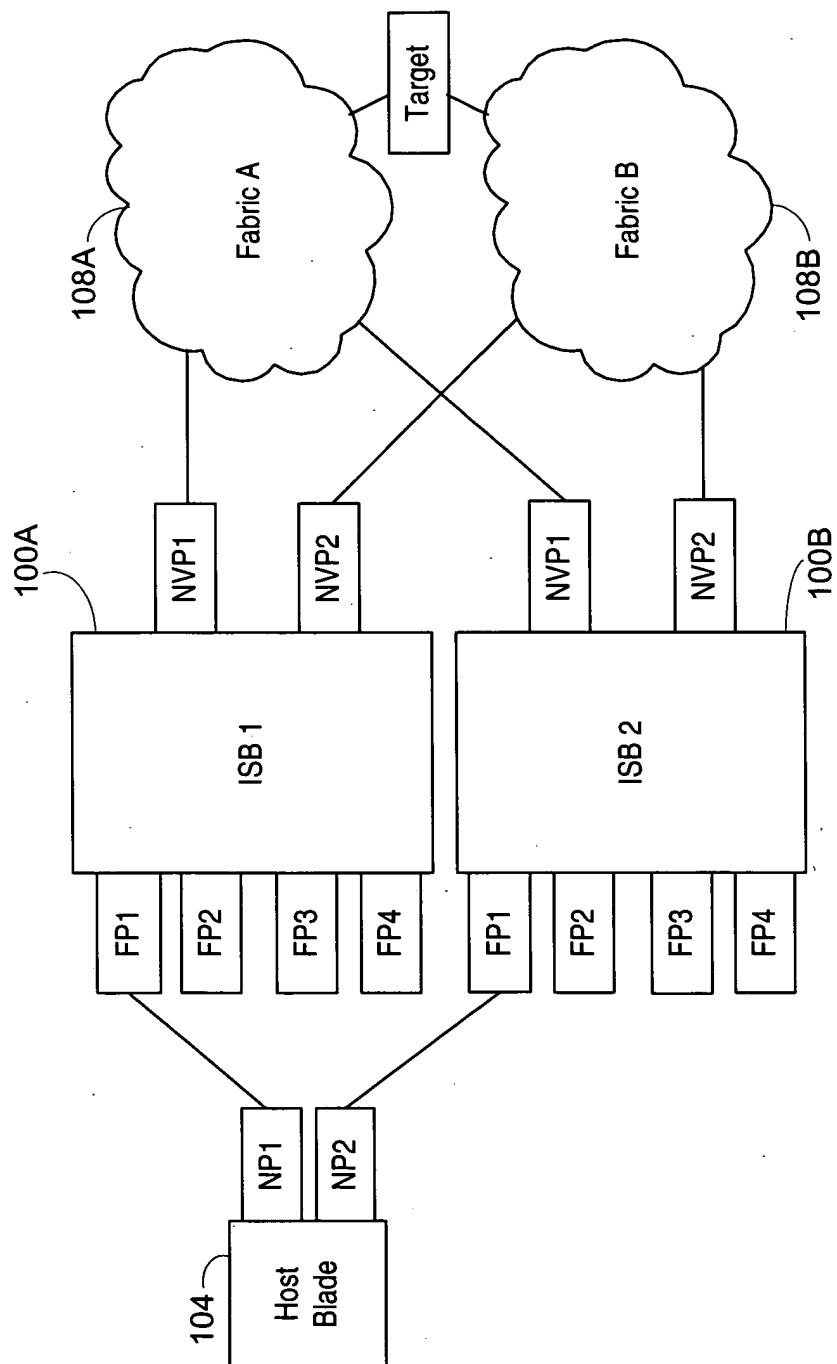 104
Host
Blade
NP1
NP2
FP1
FP2
FP3
FP4
FP1
FP2
FP3
FP4
100A
ISB 1
ISB 2
100B
NVP1
NVP2
NVP1
NVP2
108A
Fabric A
Fabric B
108B
Target